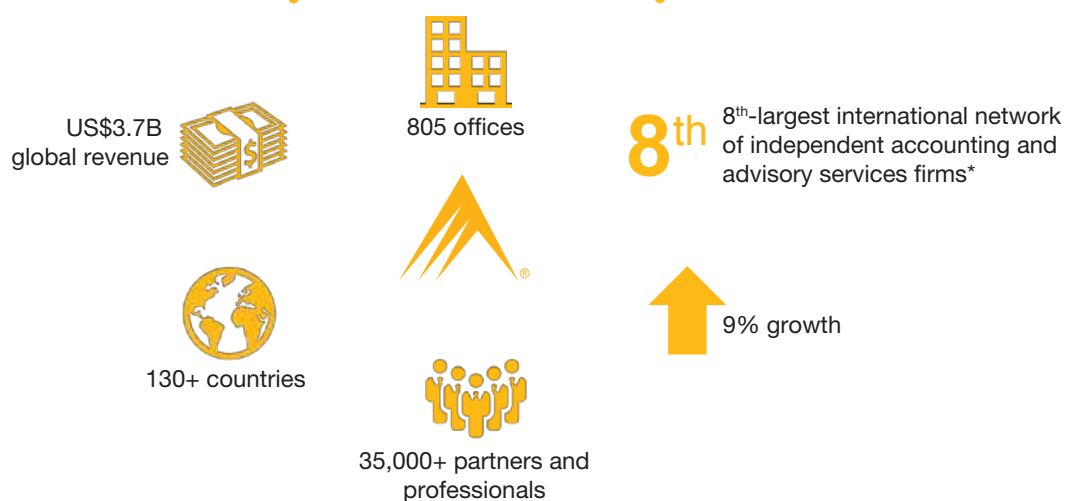 805 offices
US$3.7B
global revenue
$
8th
8th-largest international network
of independent accounting and
advisory services firms*
®
130+ countries
9% growth
35,000+ partners and
professionals